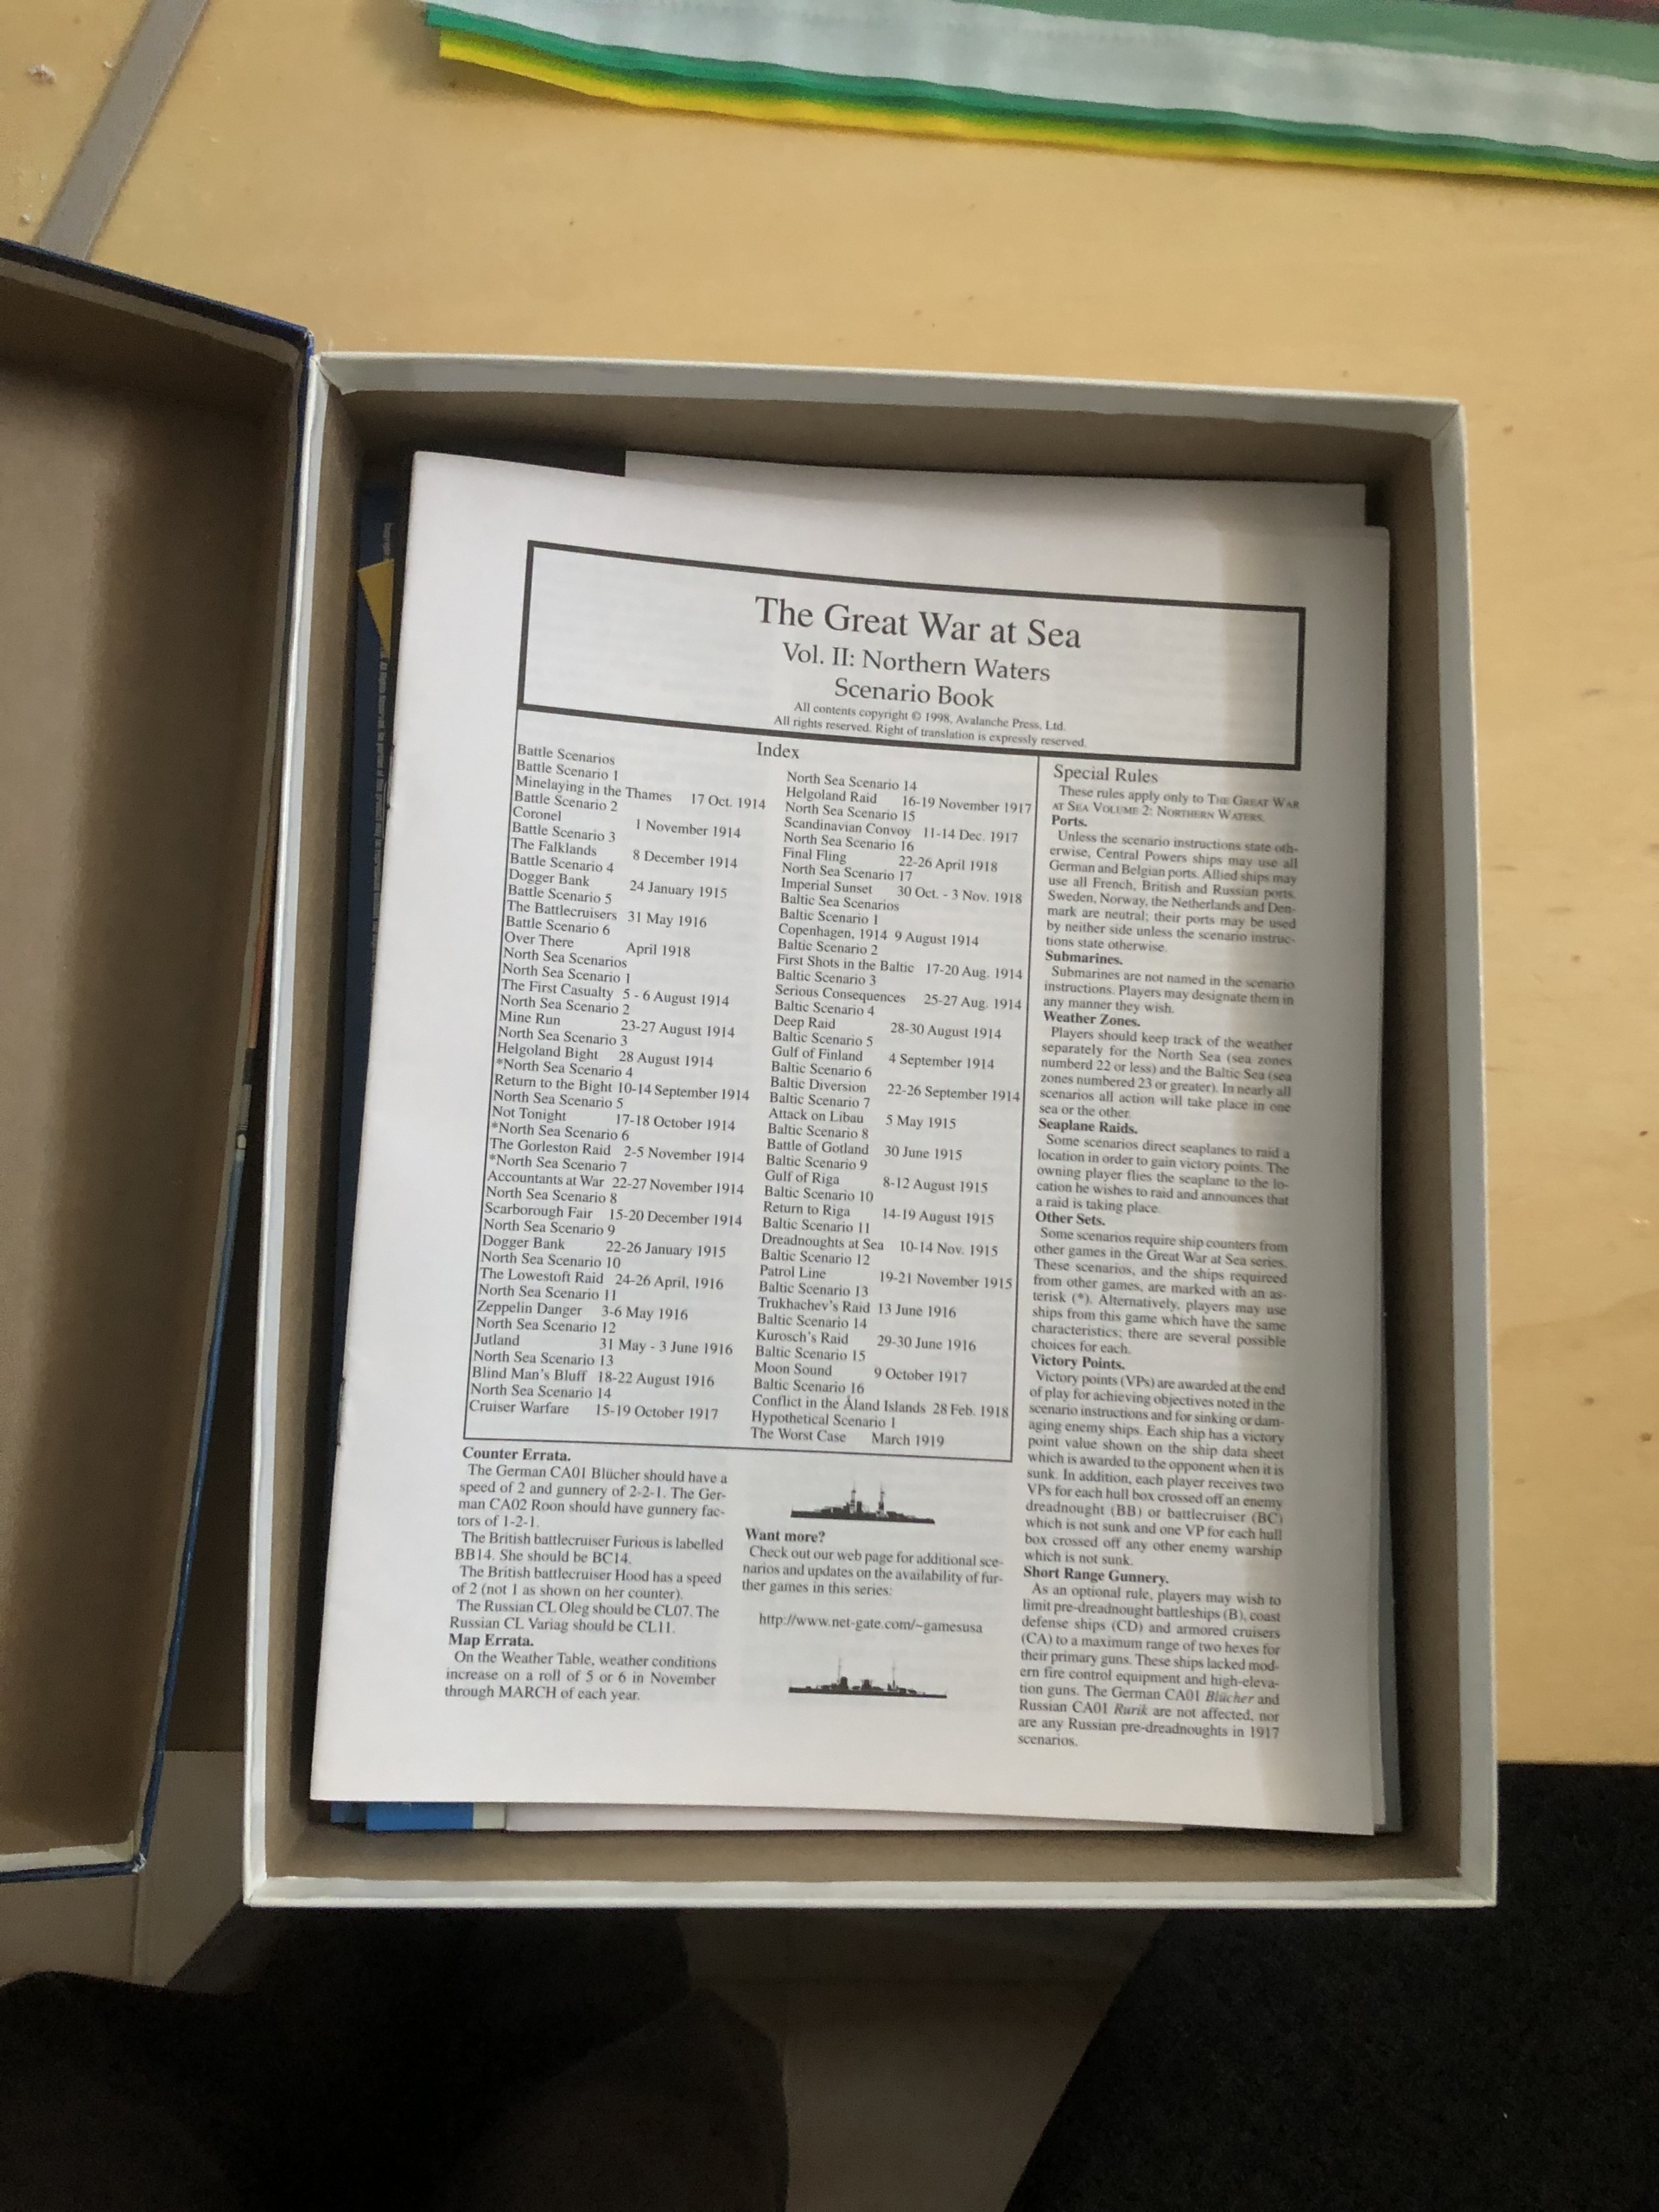 The Great War at Sea
Vol. II: Northern Waters
Scenario Book
All contents copyright © 1998, Avalanche Press, Ltd.
All rights reserved. Right of translation is expressly reserved.
Index
Battle Scenarios
Battle Scenario 1
Minelaying in the Thames 17 Oct. 1914
Battle Scenario 2
Coronel 1 November 1914
Battle Scenario 3
The Falklands 8 December 1914
Battle Scenario 4
Dogger Bank 24 January 1915
Battle Scenario 5
The Battlecruisers 31 May 1916
Battle Scenario 6
Over There April 1918
North Sea Scenarios
North Sea Scenario 1
The First Casualty 5 - 6 August 1914
North Sea Scenario 2
Mine Run 23-27 August 1914
North Sea Scenario 3
Helgoland Bight 28 August 1914
*North Sea Scenario 4
Return to the Bight 10-14 September 1914
North Sea Scenario 5
Not Tonight 17-18 October 1914
*North Sea Scenario 6
The Gorleston Raid 2-5 November 1914
*North Sea Scenario 7
Accountants at War 22-27 November 1914
North Sea Scenario 8
Scarborough Fair 15-20 December 1914
North Sea Scenario 9
Dogger Bank 22-26 January 1915
North Sea Scenario 10
The Lowestoft Raid 24-26 April, 1916
North Sea Scenario 11
Zeppelin Danger 3-6 May 1916
North Sea Scenario 12
Jutland 31 May - 3 June 1916
North Sea Scenario 13
Blind Man's Bluff 18-22 August 1916
North Sea Scenario 14
Cruiser Warfare 15-19 October 1917
North Sea Scenario 14
Helgoland Raid 16-19 November 1917
North Sea Scenario 15
Scandinavian Convoy 11-14 Dec. 1917
North Sea Scenario 16
Final Fling 22-26 April 1918
North Sea Scenario 17
Imperial Sunset 30 Oct. - 3 Nov. 1918
Baltic Sea Scenarios
Baltic Scenario 1
Copenhagen, 1914 9 August 1914
Baltic Scenario 2
First Shots in the Baltic 17-20 Aug. 1914
Baltic Scenario 3
Serious Consequences 25-27 Aug. 1914
Baltic Scenario 4
Deep Raid 28-30 August 1914
Baltic Scenario 5
Gulf of Finland 4 September 1914
Baltic Scenario 6
Baltic Diversion 22-26 September 1914
Baltic Scenario 7
Attack on Libau 5 May 1915
Baltic Scenario 8
Battle of Gotland 30 June 1915
Baltic Scenario 9
Gulf of Riga 8-12 August 1915
Baltic Scenario 10
Return to Riga 14-19 August 1915
Baltic Scenario 11
Dreadnoughts at Sea 10-14 Nov. 1915
Baltic Scenario 12
Patrol Line 19-21 November 1915
Baltic Scenario 13
Trukhachev's Raid 13 June 1916
Baltic Scenario 14
Kurosch's Raid 29-30 June 1916
Baltic Scenario 15
Moon Sound 9 October 1917
Baltic Scenario 16
Conflict in the Åland Islands 28 Feb. 1918
Hypothetical Scenario 1
The Worst Case March 1919
Counter Errata.
The German CA01 Blücher should have a
speed of 2 and gunnery of 2-2-1. The Ger-
man CA02 Roon should have gunnery fac-
tors of 1-2-1.
The British battlecruiser Furious is labelled
BB14. She should be BC14.
The British battlecruiser Hood has a speed
of 2 (not 1 as shown on her counter).
The Russian CL Oleg should be CL07. The
Russian CL Variag should be CL11.
Map Errata.
On the Weather Table, weather conditions
increase on a roll of 5 or 6 in November
through MARCH of each year.
Want more?
Check out our web page for additional sce-
narios and updates on the availability of fur-
ther games in this series:
http://www.net-gate.com/~gamesusa
Special Rules
These rules apply only to THE GREAT WAR
AT SEA VOLUME 2: NORTHERN WATERS.
Ports.
Unless the scenario instructions state oth-
erwise, Central Powers ships may use all
German and Belgian ports. Allied ships may
use all French, British and Russian ports.
Sweden, Norway, the Netherlands and Den-
mark are neutral; their ports may be used
by neither side unless the scenario instruc-
tions state otherwise.
Submarines.
Submarines are not named in the scenario
instructions. Players may designate them in
any manner they wish.
Weather Zones.
Players should keep track of the weather
separately for the North Sea (sea zones
numberd 22 or less) and the Baltic Sea (sea
zones numbered 23 or greater). In nearly all
scenarios all action will take place in one
sea or the other.
Seaplane Raids.
Some scenarios direct seaplanes to raid a
location in order to gain victory points. The
owning player flies the seaplane to the lo-
cation he wishes to raid and announces that
a raid is taking place.
Other Sets.
Some scenarios require ship counters from
other games in the Great War at Sea series.
These scenarios, and the ships requireed
from other games, are marked with an as-
terisk (*). Alternatively, players may use
ships from this game which have the same
characteristics; there are several possible
choices for each.
Victory Points.
Victory points (VPs) are awarded at the end
of play for achieving objectives noted in the
scenario instructions and for sinking or dam-
aging enemy ships. Each ship has a victory
point value shown on the ship data sheet
which is awarded to the opponent when it is
sunk. In addition, each player receives two
VPs for each hull box crossed off an enemy
dreadnought (BB) or battlecruiser (BC)
which is not sunk and one VP for each hull
box crossed off any other enemy warship
which is not sunk.
Short Range Gunnery.
As an optional rule, players may wish to
limit pre-dreadnought battleships (B), coast
defense ships (CD) and armored cruisers
(CA) to a maximum range of two hexes for
their primary guns. These ships lacked mod-
ern fire control equipment and high-eleva-
tion guns. The German CA01 Blücher and
Russian CA01 Rurik are not affected, nor
are any Russian pre-dreadnoughts in 1917
scenarios.